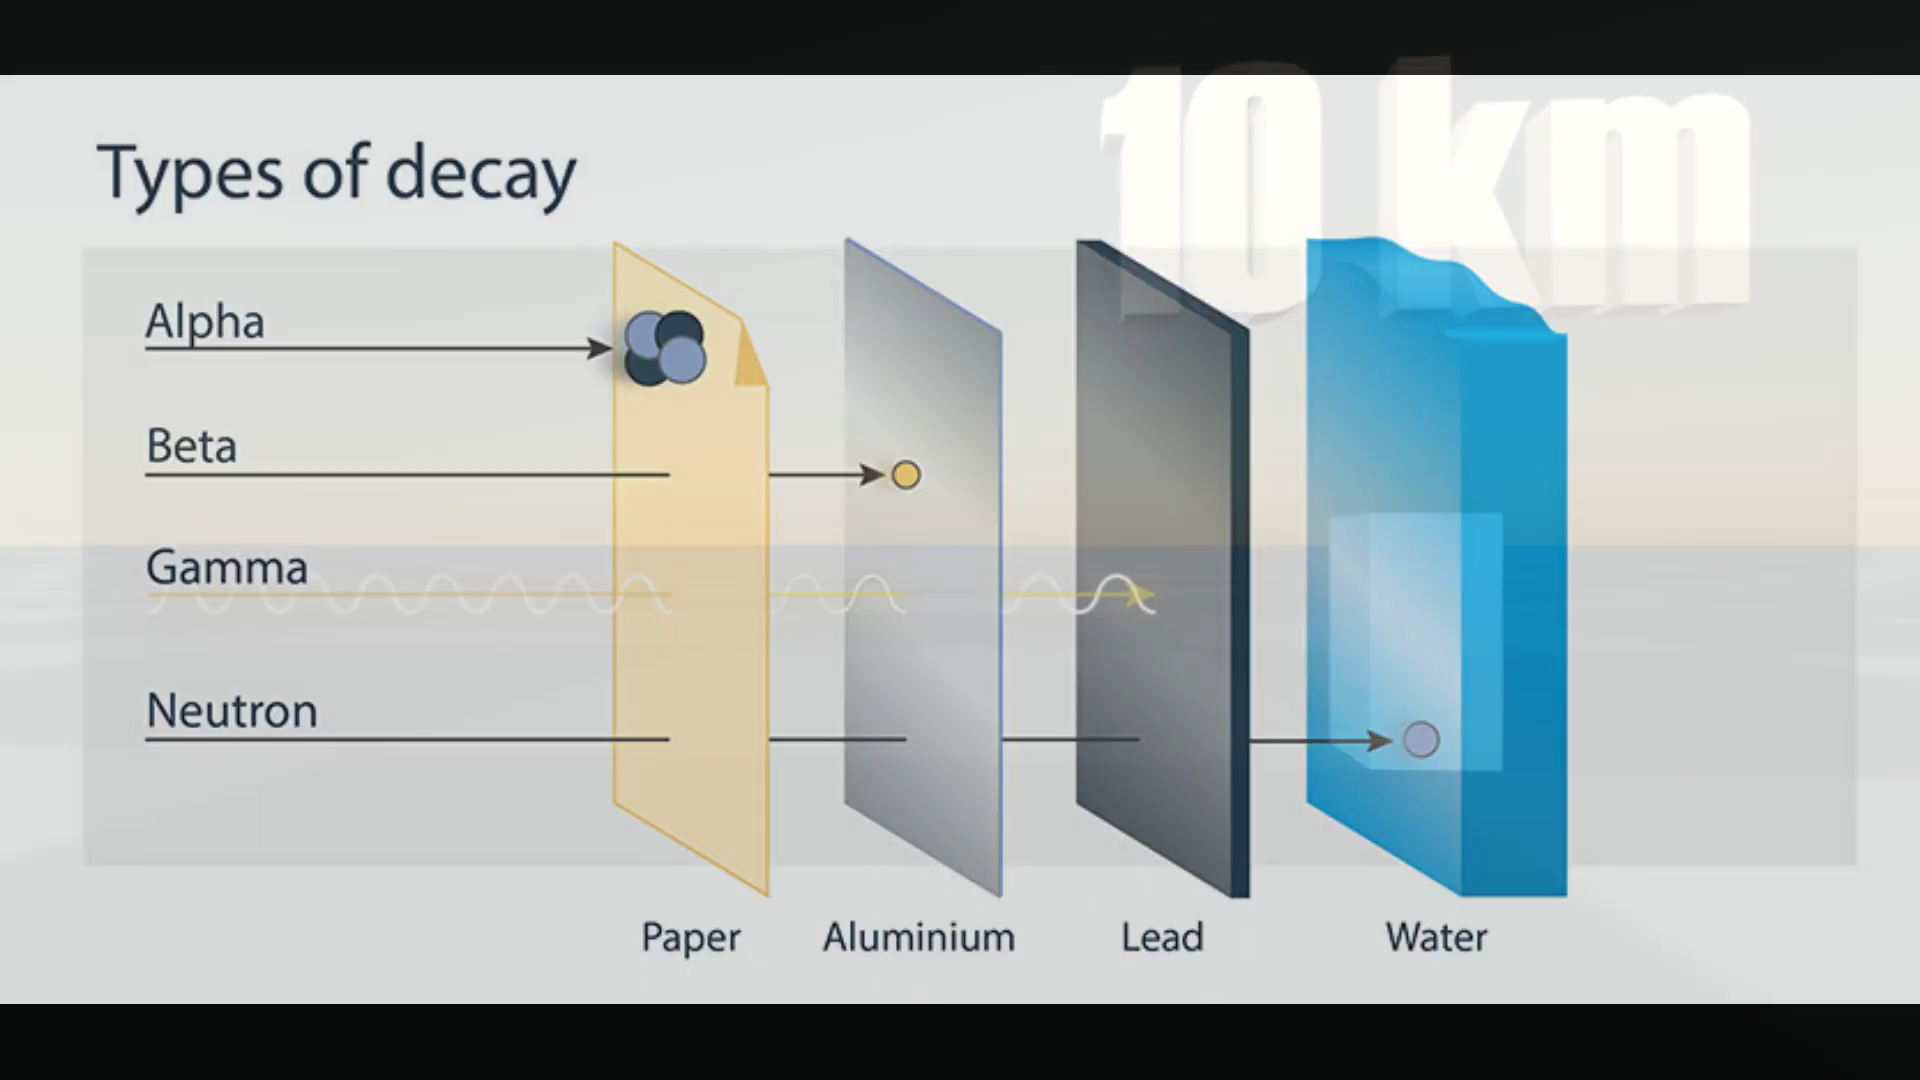 10 km
Types of decay
Alpha
Beta
Gamma
Neutron
Paper
Aluminium
Lead
Water